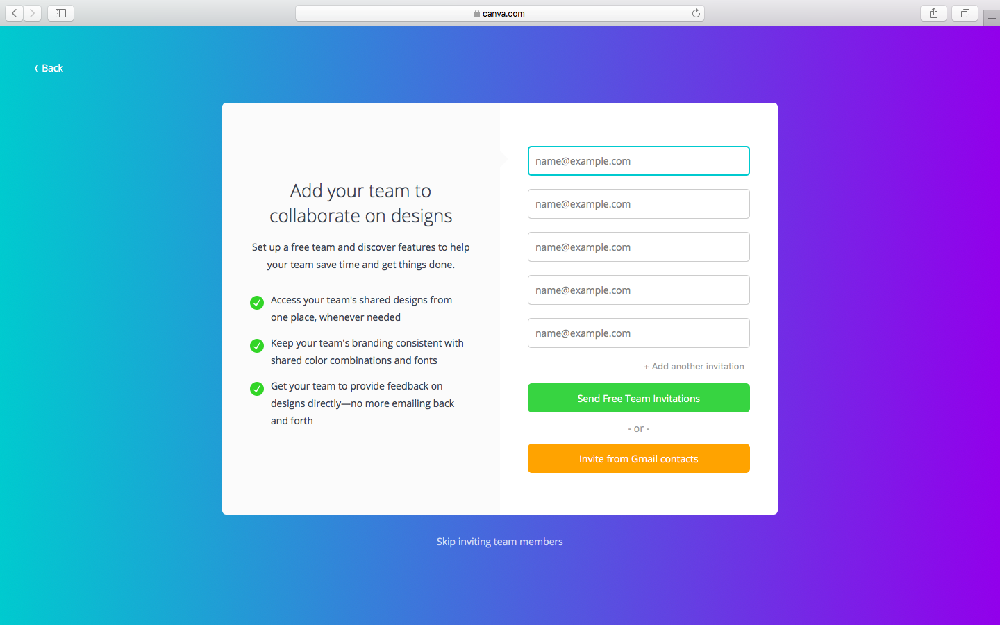 canva.com
‹ Back
Add your team to
collaborate on designs
Set up a free team and discover features to help
your team save time and get things done.
Access your team's shared designs from
one place, whenever needed
Keep your team's branding consistent with
shared color combinations and fonts
Get your team to provide feedback on
designs directly—no more emailing back
and forth
name@example.com
name@example.com
name@example.com
name@example.com
name@example.com
+ Add another invitation
Send Free Team Invitations
- or -
Invite from Gmail contacts
Skip inviting team members